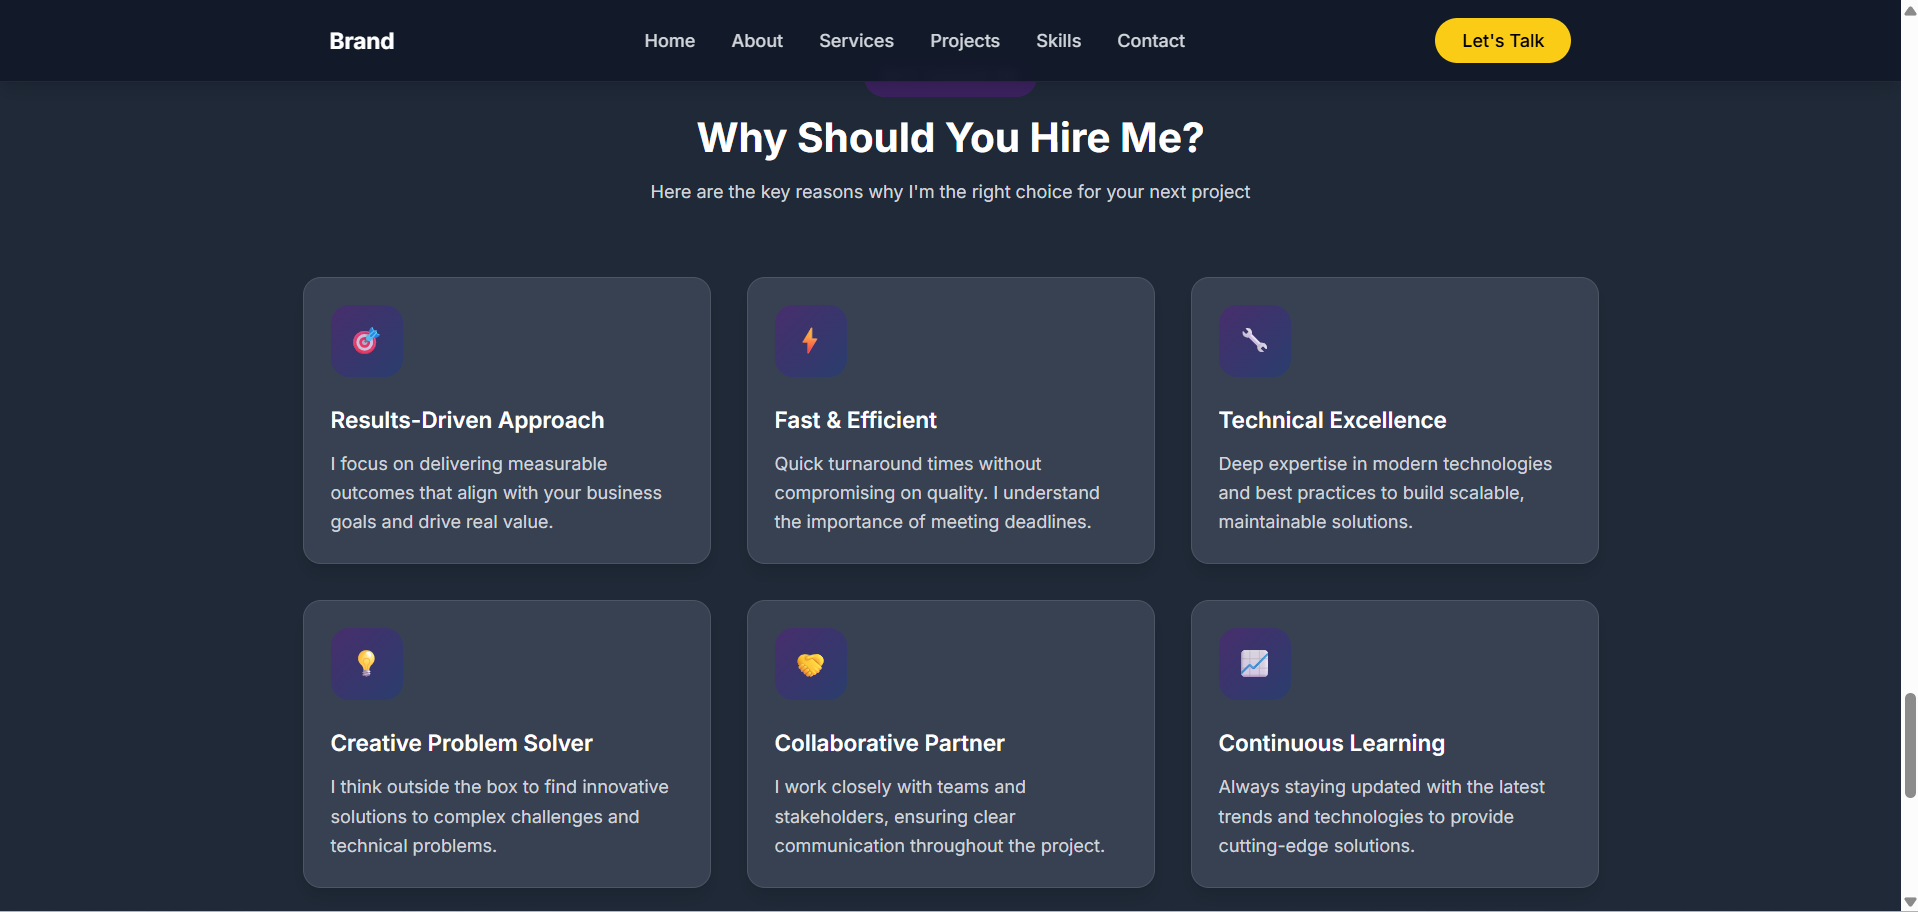 Brand
Home
About
Services
Projects
Skills
Contact
Let's Talk
Why Should You Hire Me?
Here are the key reasons why I'm the right choice for your next project
Results-Driven Approach
I focus on delivering measurable
outcomes that align with your business
goals and drive real value.
Fast & Efficient
Quick turnaround times without
compromising on quality. I understand
the importance of meeting deadlines.
Technical Excellence
Deep expertise in modern technologies
and best practices to build scalable,
maintainable solutions.
Creative Problem Solver
I think outside the box to find innovative
solutions to complex challenges and
technical problems.
Collaborative Partner
I work closely with teams and
stakeholders, ensuring clear
communication throughout the project.
Continuous Learning
Always staying updated with the latest
trends and technologies to provide
cutting-edge solutions.